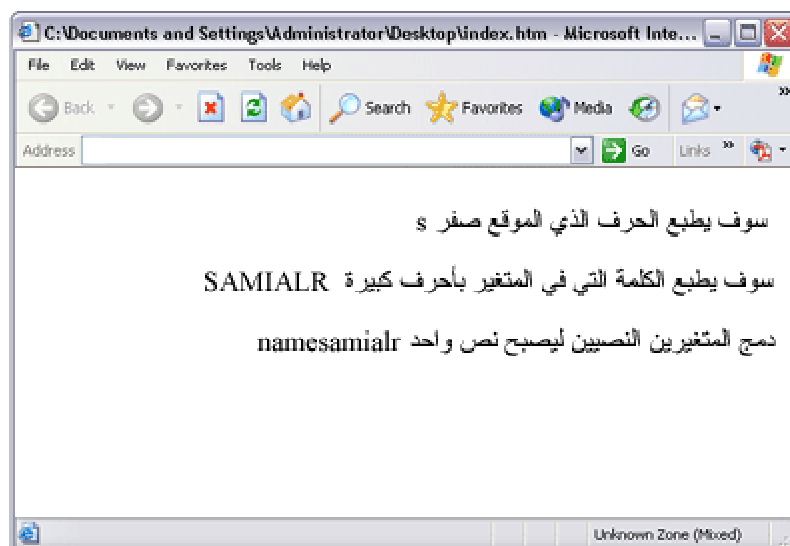 C:\Documents and Settings\Administrator\Desktop\index.htm - Microsoft Inte...
File Edit View Favorites Tools Help
Back Search Favorites Media
Address Go Links
سوف يطبع الحرف الذي الموقع صفر s
سوف يطبع الكلمة التي في المتغير بأحرف كبيرة SAMIALR
دمج المتغيرين النصيين ليصبح نص واحد namesamialr
Unknown Zone (Mixed)